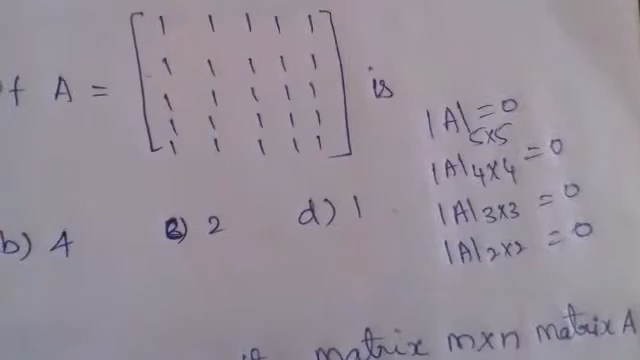 1 1 1 1 1
1 1 1 1 1
f A = 1 1 1 1 1 is
1 1 1 1 1
1 1 1 1 1
|A|5x5 = 0
|A|4x4 = 0
|A|3x3 = 0
|A|2x2 = 0
b) 4 c) 2 d) 1
if matrix mxn matrix A